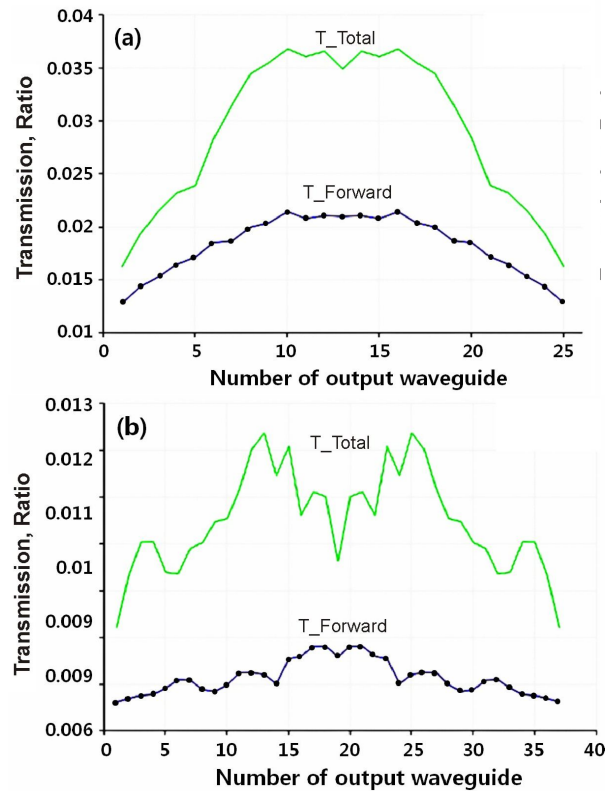 0.04
(a)
T_Total
0.035
0.03
0.025
T_Forward
0.02
0.015
0.01
Transmission, Ratio
0 5 10 15 20 25
Number of output waveguide
0.013
(b)
T_Total
0.012
0.011
0.01
0.009
T_Forward
0.009
0.006
Transmission, Ratio
0 5 10 15 20 25 30 35 40
Number of output waveguide